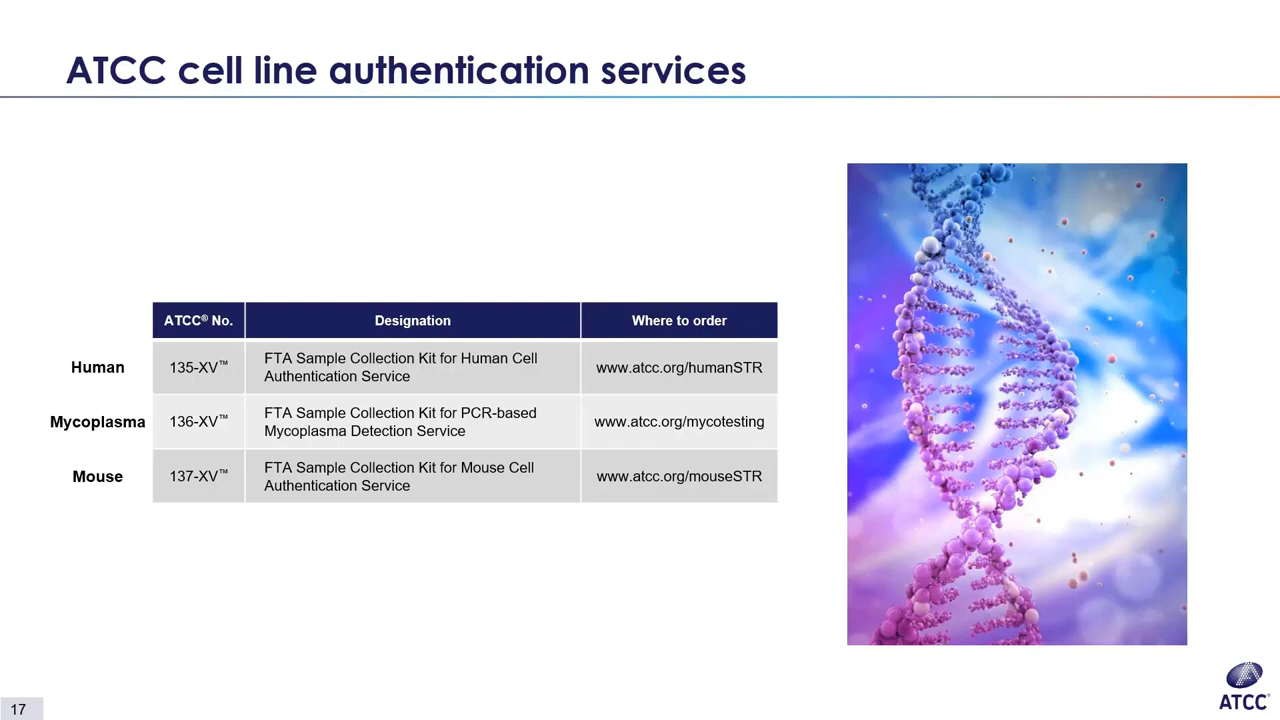 ATCC cell line authentication services
ATCC® No. Designation Where to order
Human 135-XV™ FTA Sample Collection Kit for Human Cell
Authentication Service www.atcc.org/humanSTR
Mycoplasma 136-XV™ FTA Sample Collection Kit for PCR-based
Mycoplasma Detection Service www.atcc.org/mycotesting
Mouse 137-XV™ FTA Sample Collection Kit for Mouse Cell
Authentication Service www.atcc.org/mouseSTR
17
ATCC®